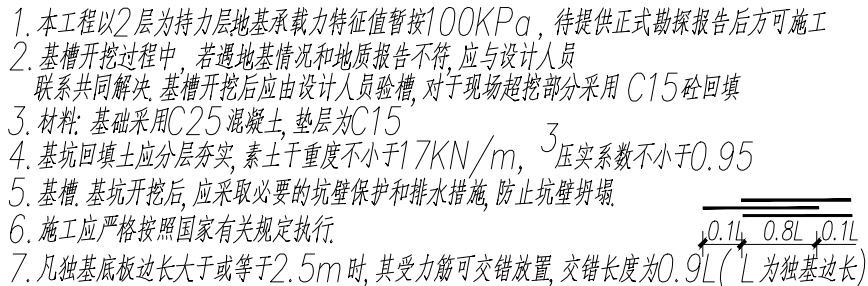 1. 本工程以2层为持力层地基承载力特征值暂按100KPa, 待提供正式勘探报告后方可施工
2. 基槽开挖过程中, 若遇地基情况和地质报告不符, 应与设计人员
联系共同解决. 基槽开挖后应由设计人员验槽, 对于现场超挖部分采用 C15 砼回填
3. 材料: 基础采用C25混凝土, 垫层为C15
4. 基坑回填土应分层夯实, 素土干重度不小于17KN/m, 3压实系数不小于0.95
5. 基槽. 基坑开挖后, 应采取必要的坑壁保护和排水措施, 防止坑壁坍塌.
6. 施工应严格按照国家有关规定执行.
0.1L 0.8L 0.1L
7. 凡独基底板边长大于或等于2.5m时, 其受力筋可交错放置, 交错长度为0.9L( L 为独基边长)